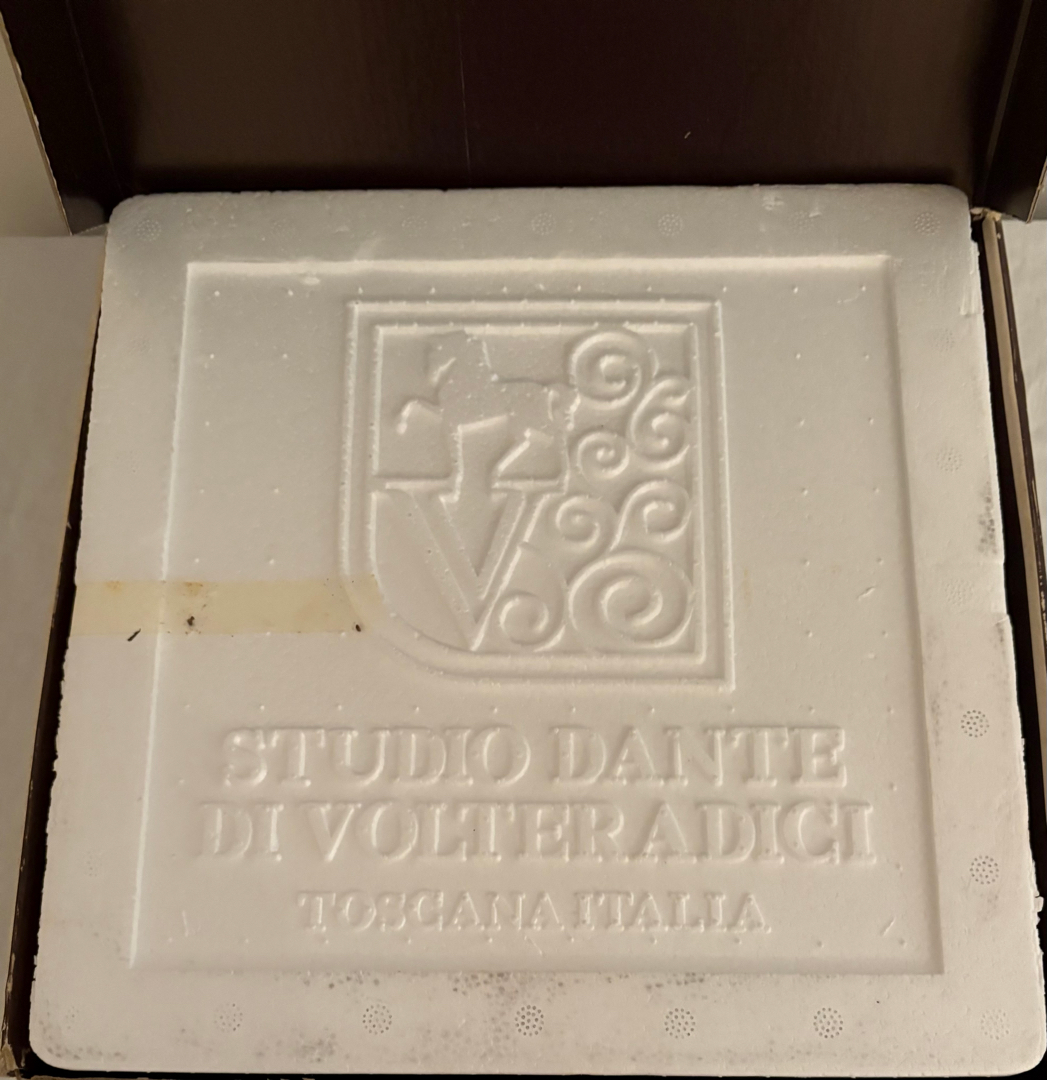 V
STUDIO DANTE
DI VOLTERADICI
TOSCANA ITALIA